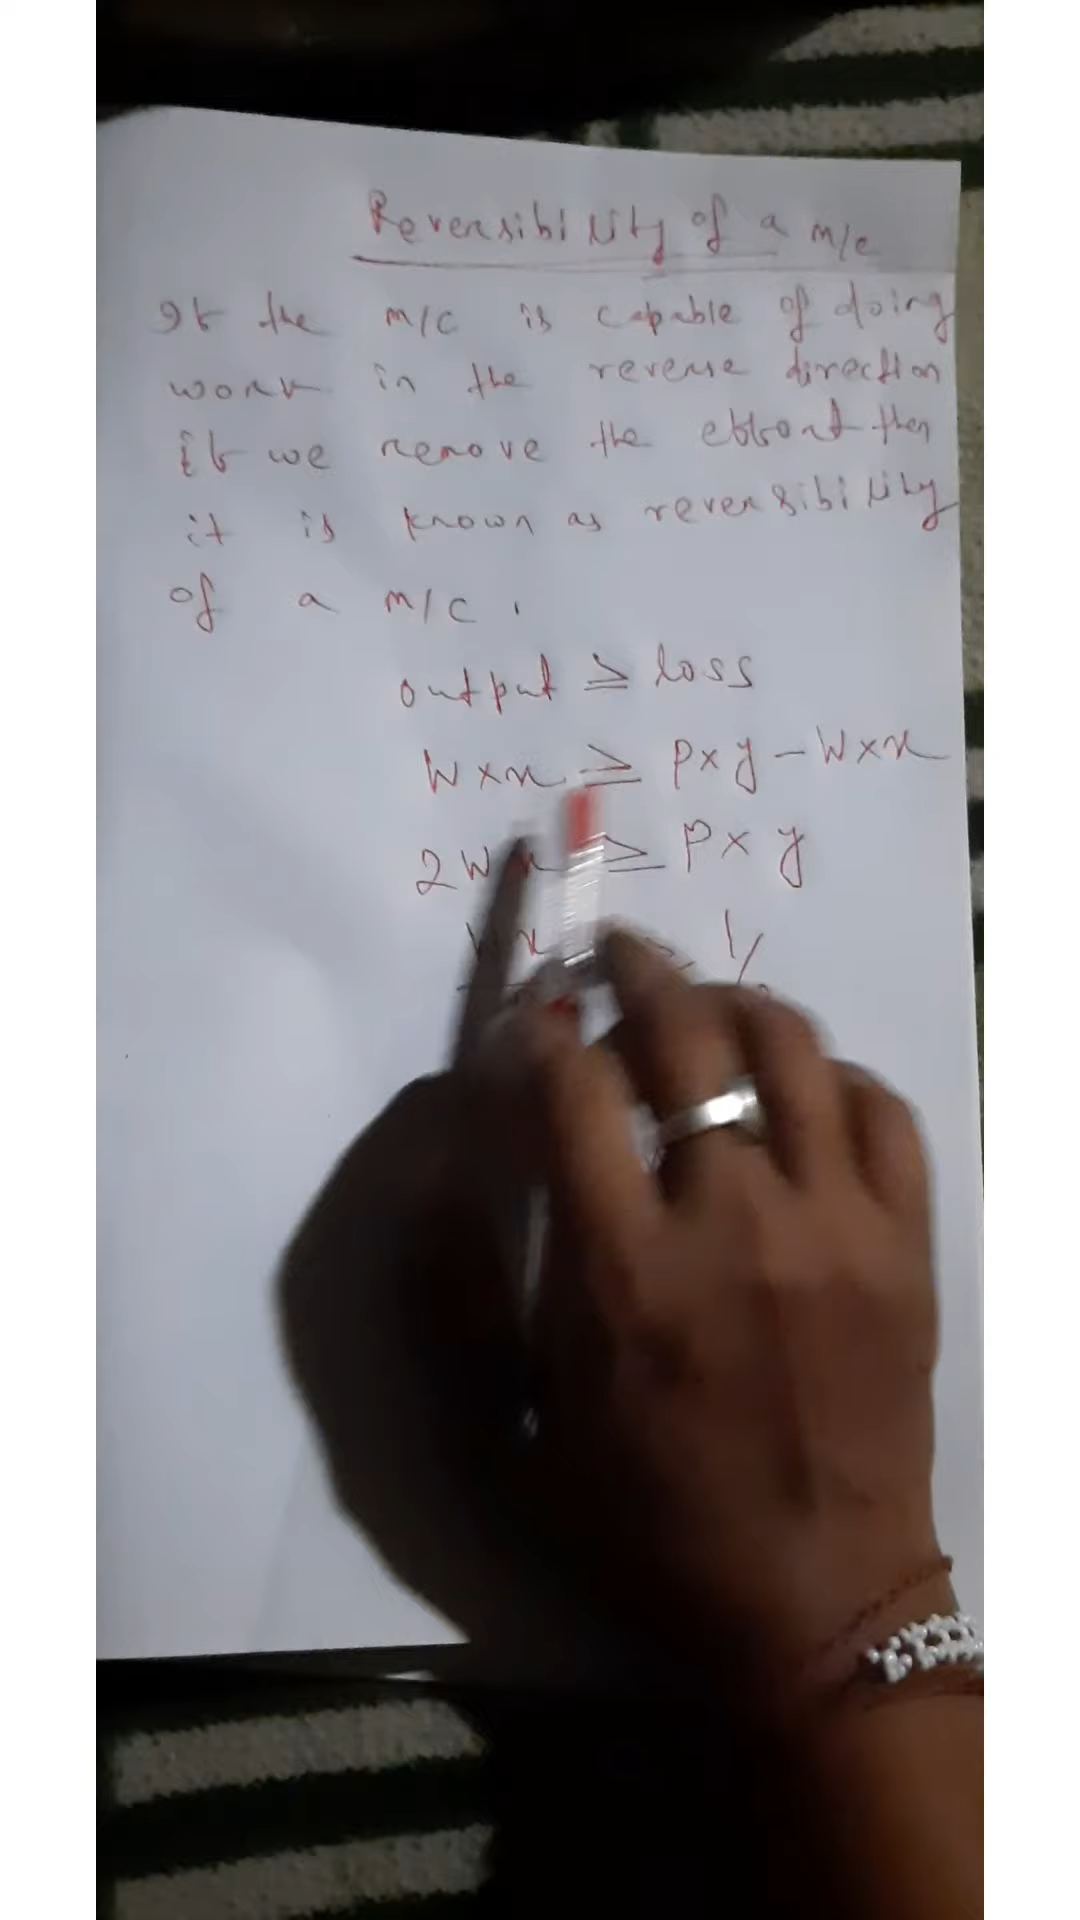 Reversibility of a m/c
If the m/c is capable of doing
work in the reverse direction
if we remove the effort then
it is known as reversibility
of a m/c .
output ≥ loss
W×x ≥ P×y - W×x
2Wx ≥ P×y